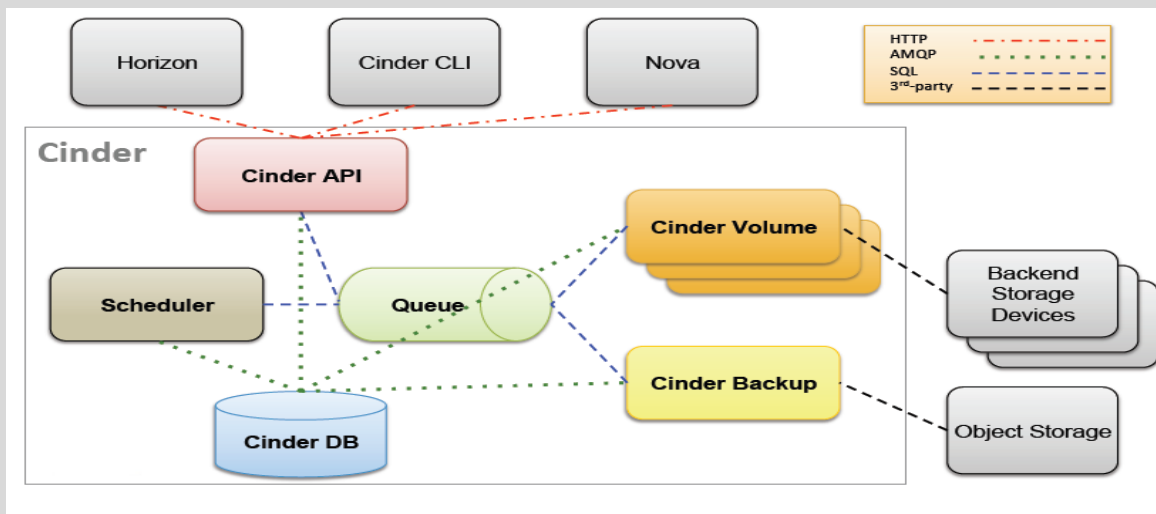 Horizon
Cinder CLI
Nova
HTTP
AMQP
SQL
3rd-party
Cinder
Cinder API
Cinder Volume
Scheduler
Queue
Backend
Storage
Devices
Cinder Backup
Cinder DB
Object Storage